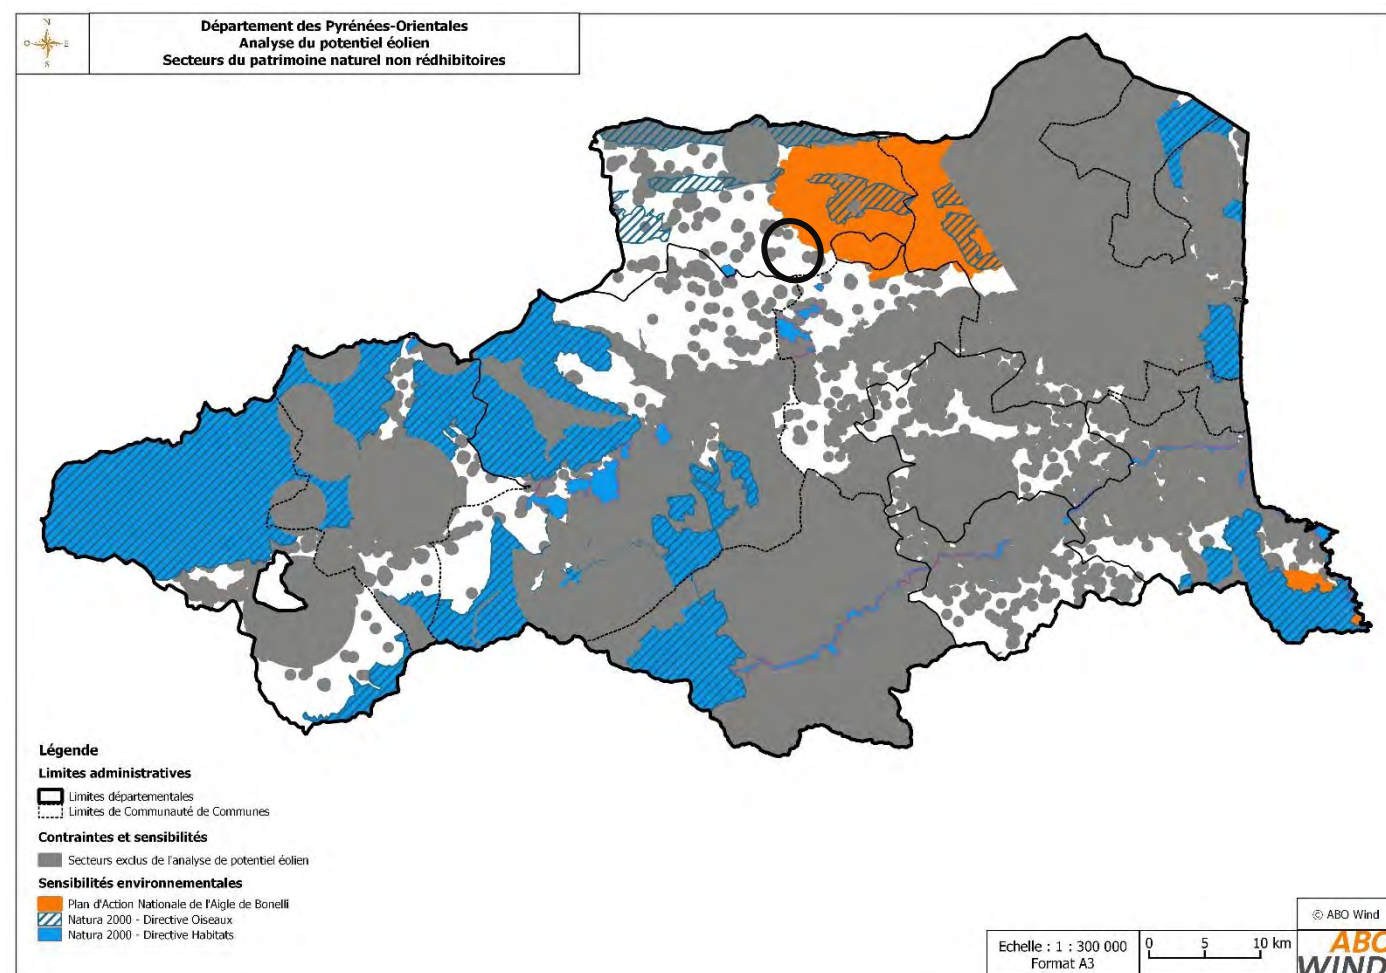 N
O
E
S
Département des Pyrénées-Orientales
Analyse du potentiel éolien
Secteurs du patrimoine naturel non rédhibitoires
Légende
Limites administratives
Limites départementales
Limites de Communauté de Communes
Contraintes et sensibilités
Secteurs exclus de l'analyse de potentiel éolien
Sensibilités environnementales
Plan d'Action Nationale de l'Aigle de Bonelli
Natura 2000 - Directive Oiseaux
Natura 2000 - Directive Habitats
Echelle : 1 : 300 000
Format A3
0 5 10 km
© ABO Wind
ABO
WIND